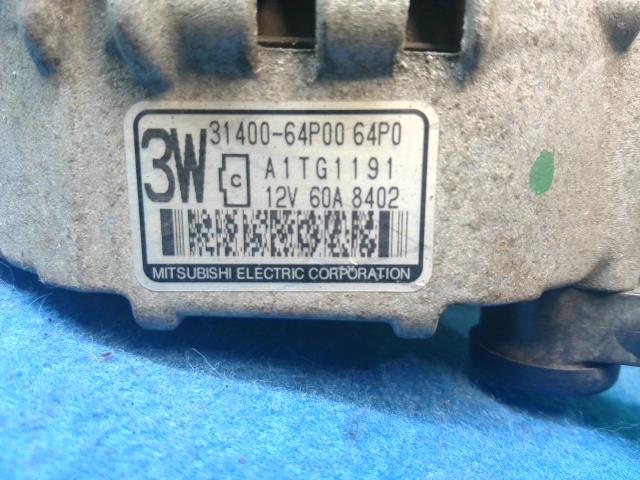 3W 31400-64P00 64P0
C A1TG1191
12V 60A 8402
MITSUBISHI ELECTRIC CORPORATION